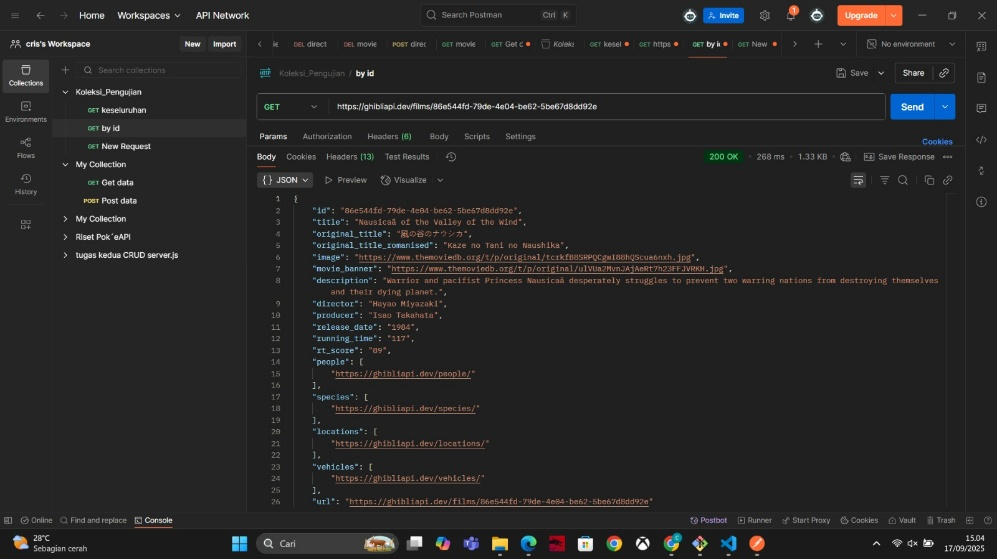 Home Workspaces API Network Search Postman Ctrl K Invite 1 Upgrade
cris's Workspace New Import
DEL direct DEL movie POST direc GET movie GET Get c Kolek GET kesel GET https GET by i GET New No environment
Collections
Environments
Flows
History
Search collections
Koleksi_Pengujian
GET keseluruhan
GET by id
GET New Request
My Collection
GET Get data
POST Post data
My Collection
Riset Pok´eAPI
tugas kedua CRUD server.js
HTTP Koleksi_Pengujian / by id Save Share
GET https://ghibliapi.dev/films/86e544fd-79de-4e04-be62-5be67d8dd92e Send
Params Authorization Headers (6) Body Scripts Settings Cookies
Body Cookies Headers (13) Test Results 200 OK • 268 ms • 1.33 KB • Save Response
{ } JSON Preview Visualize
1 {
2 "id": "86e544fd-79de-4e04-be62-5be67d8dd92e",
3 "title": "Nausicaä of the Valley of the Wind",
4 "original_title": "風の谷のナウシカ",
5 "original_title_romanised": "Kaze no Tani no Naushika",
6 "image": "https://www.themoviedb.org/t/p/original/tcrkfB8SRPQCgwI88hQScua6nxh.jpg",
7 "movie_banner": "https://www.themoviedb.org/t/p/original/ulVUa2MvnJAjAeRt7h23FFJVRKH.jpg",
8 "description": "Warrior and pacifist Princess Nausicaä desperately struggles to prevent two warring nations from destroying themselves
and their dying planet.",
9 "director": "Hayao Miyazaki",
10 "producer": "Isao Takahata",
11 "release_date": "1984",
12 "running_time": "117",
13 "rt_score": "89",
14 "people": [
15 "https://ghibliapi.dev/people/"
16 ],
17 "species": [
18 "https://ghibliapi.dev/species/"
19 ],
20 "locations": [
21 "https://ghibliapi.dev/locations/"
22 ],
23 "vehicles": [
24 "https://ghibliapi.dev/vehicles/"
25 ],
26 "url": "https://ghibliapi.dev/films/86e544fd-79de-4e04-be62-5be67d8dd92e"
Online Find and replace Console Postbot Runner Start Proxy Cookies Vault Trash
28°C
Sebagian cerah
Cari
15.04
17/09/2025